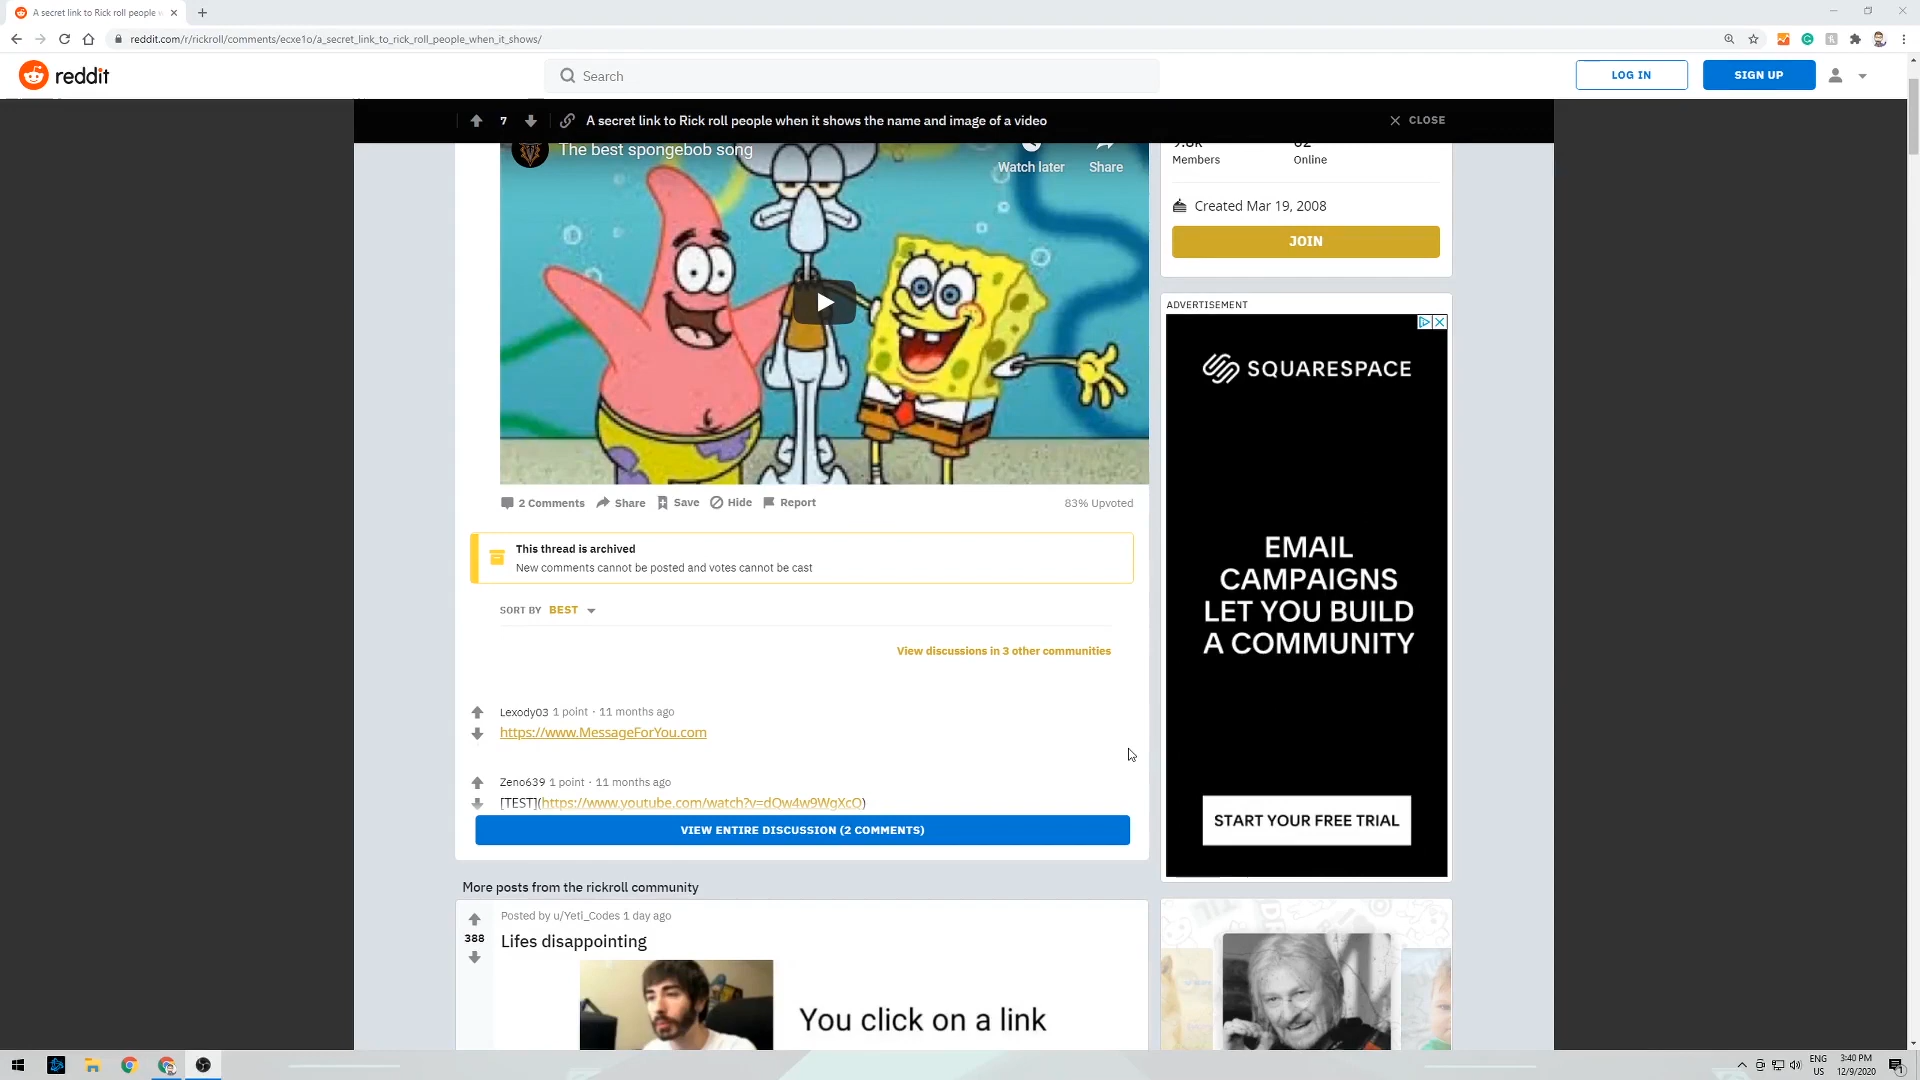 A secret link to Rick roll people w
reddit.com/r/rickroll/comments/ecxe1o/a_secret_link_to_rick_roll_people_when_it_shows/
reddit
Search
LOG IN
SIGN UP
7
A secret link to Rick roll people when it shows the name and image of a video
CLOSE
The best spongebob song
Watch later
Share
Members
Online
Created Mar 19, 2008
JOIN
ADVERTISEMENT
SQUARESPACE
EMAIL
CAMPAIGNS
LET YOU BUILD
A COMMUNITY
START YOUR FREE TRIAL
2 Comments Share Save Hide Report
83% Upvoted
This thread is archived
New comments cannot be posted and votes cannot be cast
SORT BY BEST
View discussions in 3 other communities
Lexody03 1 point · 11 months ago
https://www.MessageForYou.com
Zeno639 1 point · 11 months ago
[TEST](https://www.youtube.com/watch?v=dQw4w9WgXcQ)
VIEW ENTIRE DISCUSSION (2 COMMENTS)
More posts from the rickroll community
388
Posted by u/Yeti_Codes 1 day ago
Lifes disappointing
You click on a link
ENG
US
3:40 PM
12/9/2020